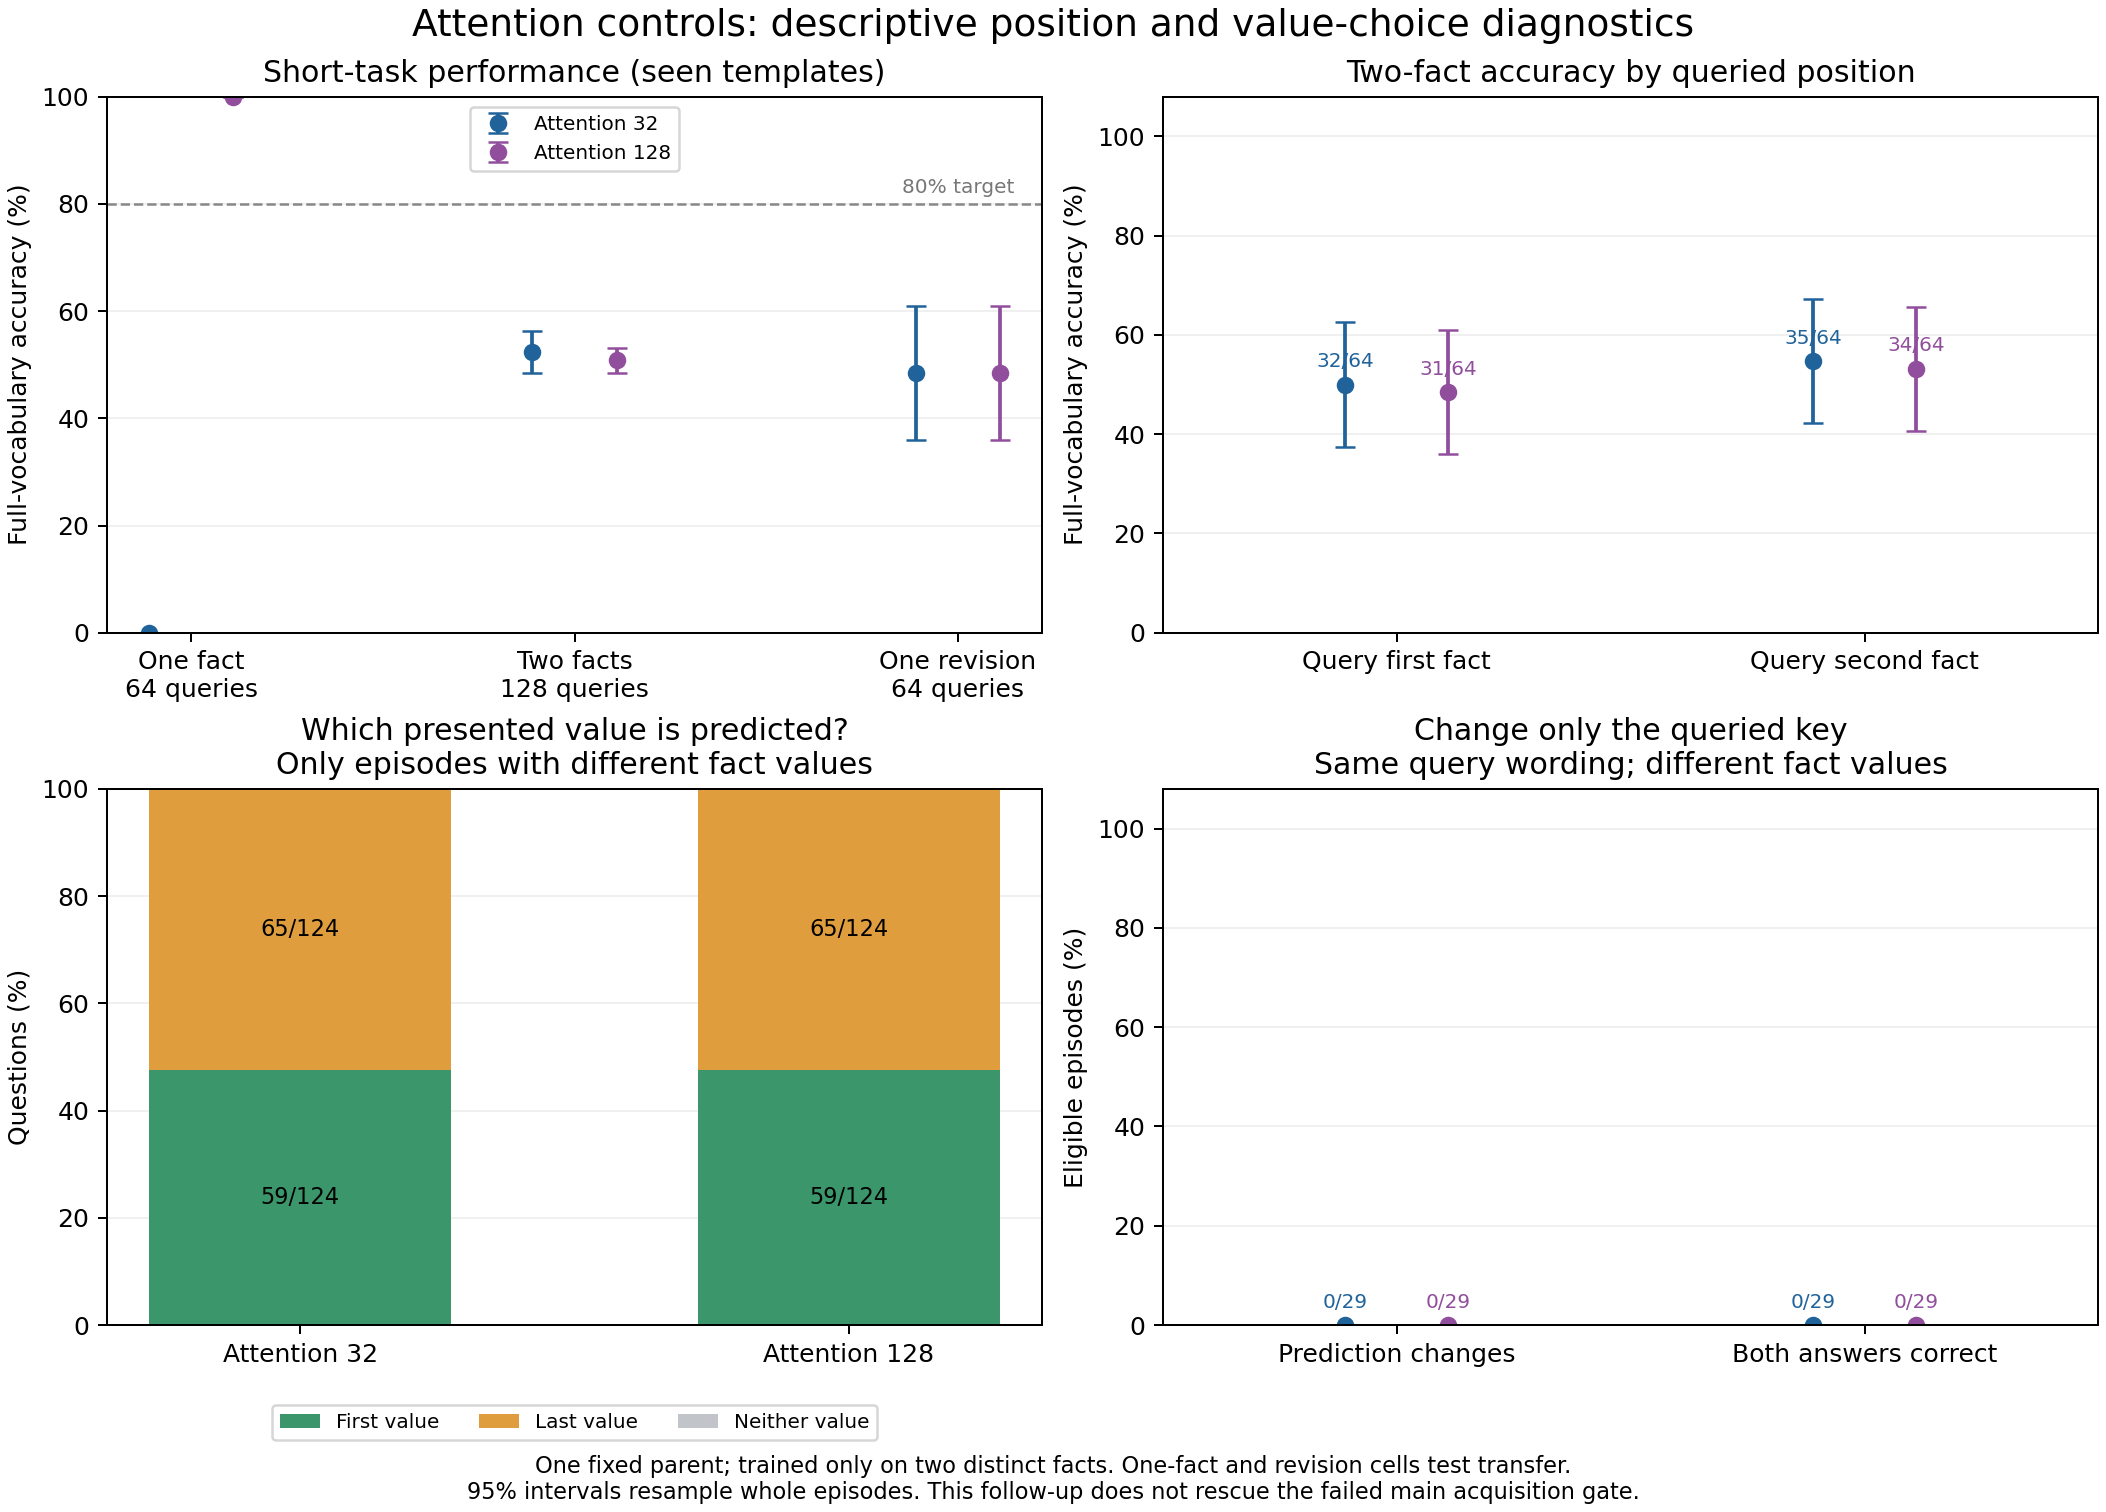 Attention controls: descriptive position and value-choice diagnostics
Short-task performance (seen templates)
Full-vocabulary accuracy (%)
100
80
60
40
20
0
Attention 32
Attention 128
80% target
One fact
64 queries
Two facts
128 queries
One revision
64 queries
Two-fact accuracy by queried position
Full-vocabulary accuracy (%)
100
80
60
40
20
0
32/64
31/64
35/64
34/64
Query first fact
Query second fact
Which presented value is predicted?
Only episodes with different fact values
Questions (%)
100
80
60
40
20
0
65/124
65/124
59/124
59/124
Attention 32
Attention 128
First value
Last value
Neither value
Change only the queried key
Same query wording; different fact values
Eligible episodes (%)
100
80
60
40
20
0
0/29
0/29
0/29
0/29
Prediction changes
Both answers correct
One fixed parent; trained only on two distinct facts. One-fact and revision cells test transfer.
95% intervals resample whole episodes. This follow-up does not rescue the failed main acquisition gate.